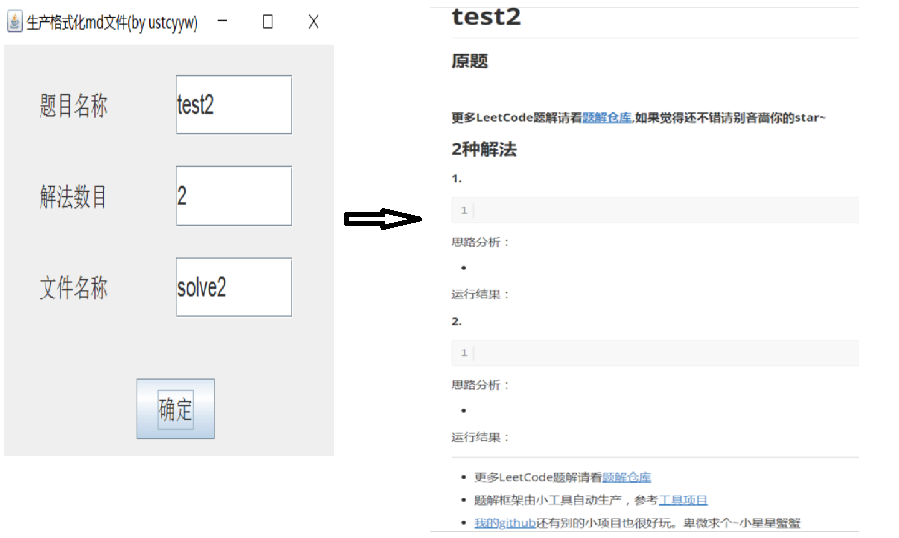 生产格式化md文件(by ustcyyw)
题目名称
test2
解法数目
2
文件名称
solve2
确定
test2
原题
更多LeetCode题解请看题解仓库,如果觉得还不错请别吝啬你的star~
2种解法
1.
1
思路分析：
运行结果：
2.
1
思路分析：
运行结果：
更多LeetCode题解请看题解仓库
题解框架由小工具自动生产，参考工具项目
我的github还有别的小项目也很好玩。卑微求个~小星星蟹蟹